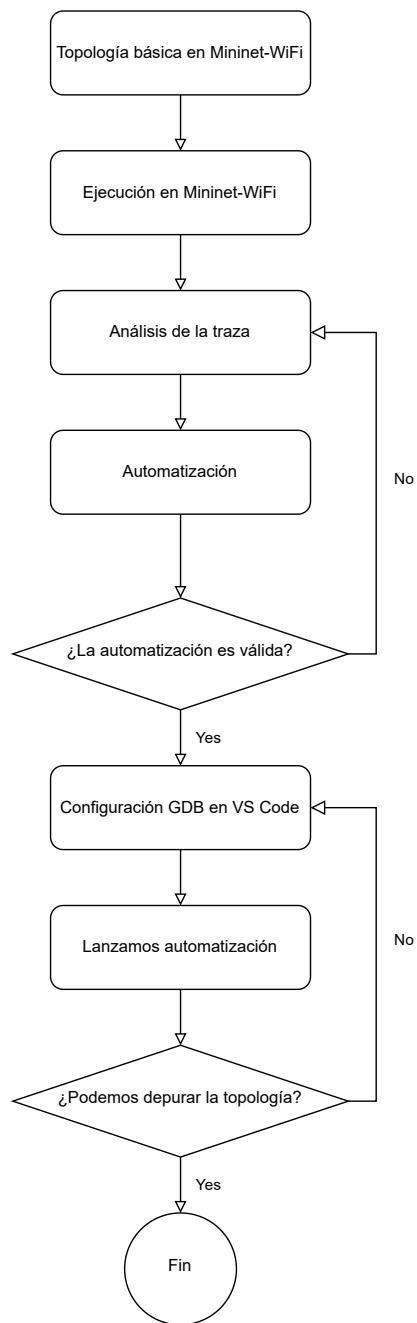 Topología básica en Mininet-WiFi
Ejecución en Mininet-WiFi
Análisis de la traza
Automatización
No
¿La automatización es válida?
Yes
Configuración GDB en VS Code
Lanzamos automatización
No
¿Podemos depurar la topología?
Yes
Fin